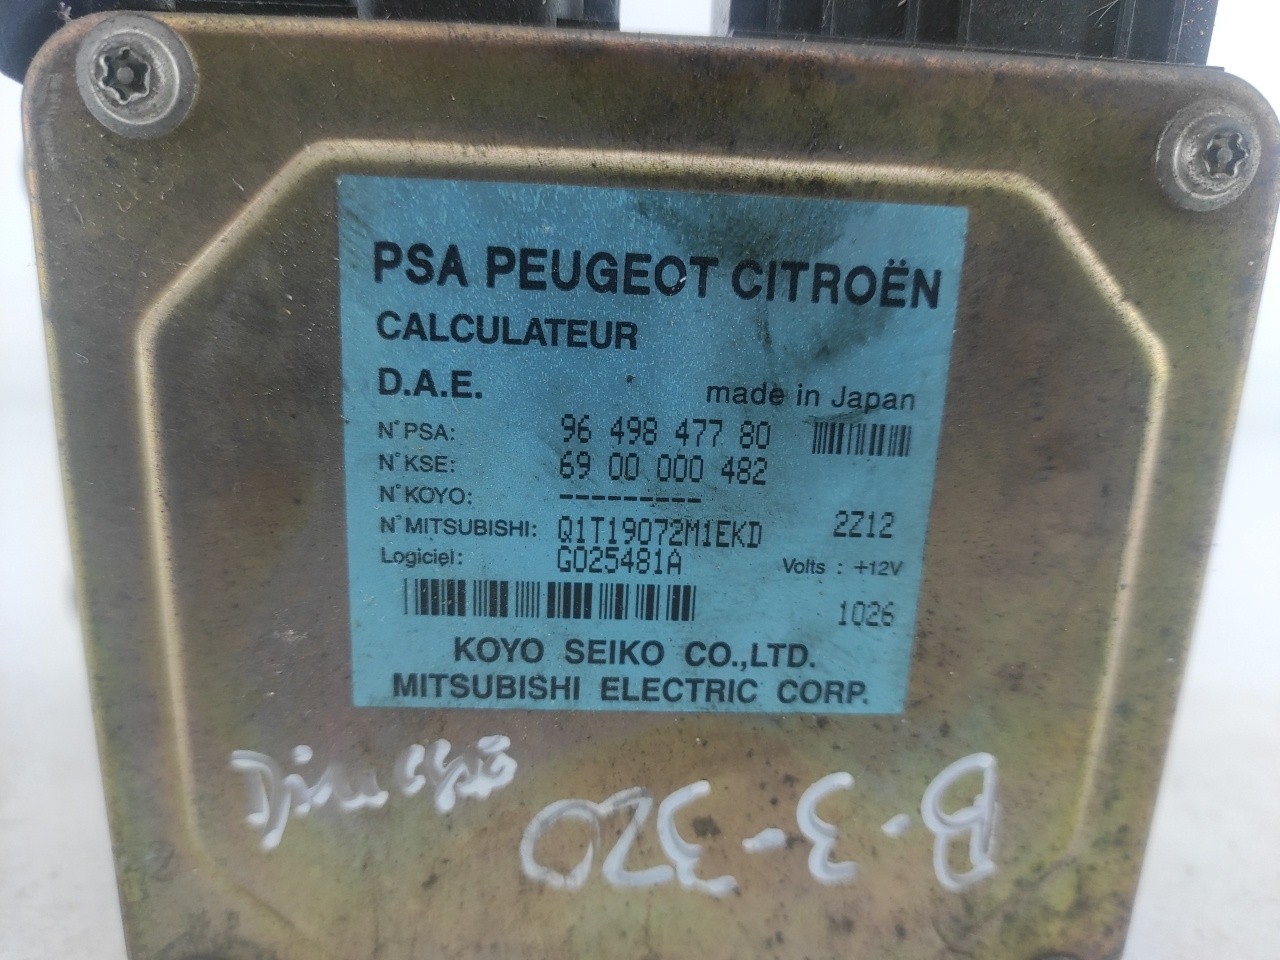 PSA PEUGEOT CITROËN
CALCULATEUR
D.A.E. made in Japan
N°PSA: 96 498 477 80
N°KSE: 69 00 000 482
N°KOYO: ---------
N°MITSUBISHI: Q1T19072M1EKD 2Z12
Logiciel: G025481A Volts : +12V
1026
KOYO SEIKO CO.,LTD.
MITSUBISHI ELECTRIC CORP.
B-3-320